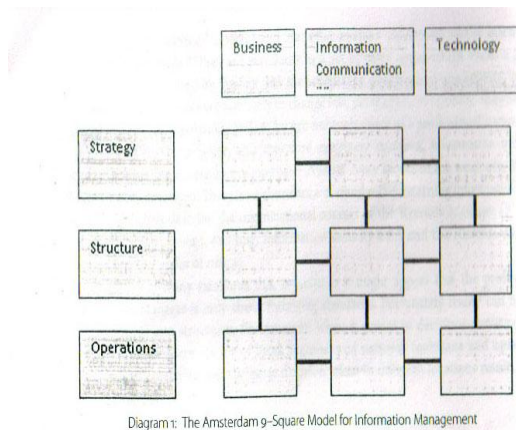 Business
Information
Communication
....
Technology
Strategy
Structure
Operations
Diagram 1: The Amsterdam 9-Square Model for Information Management